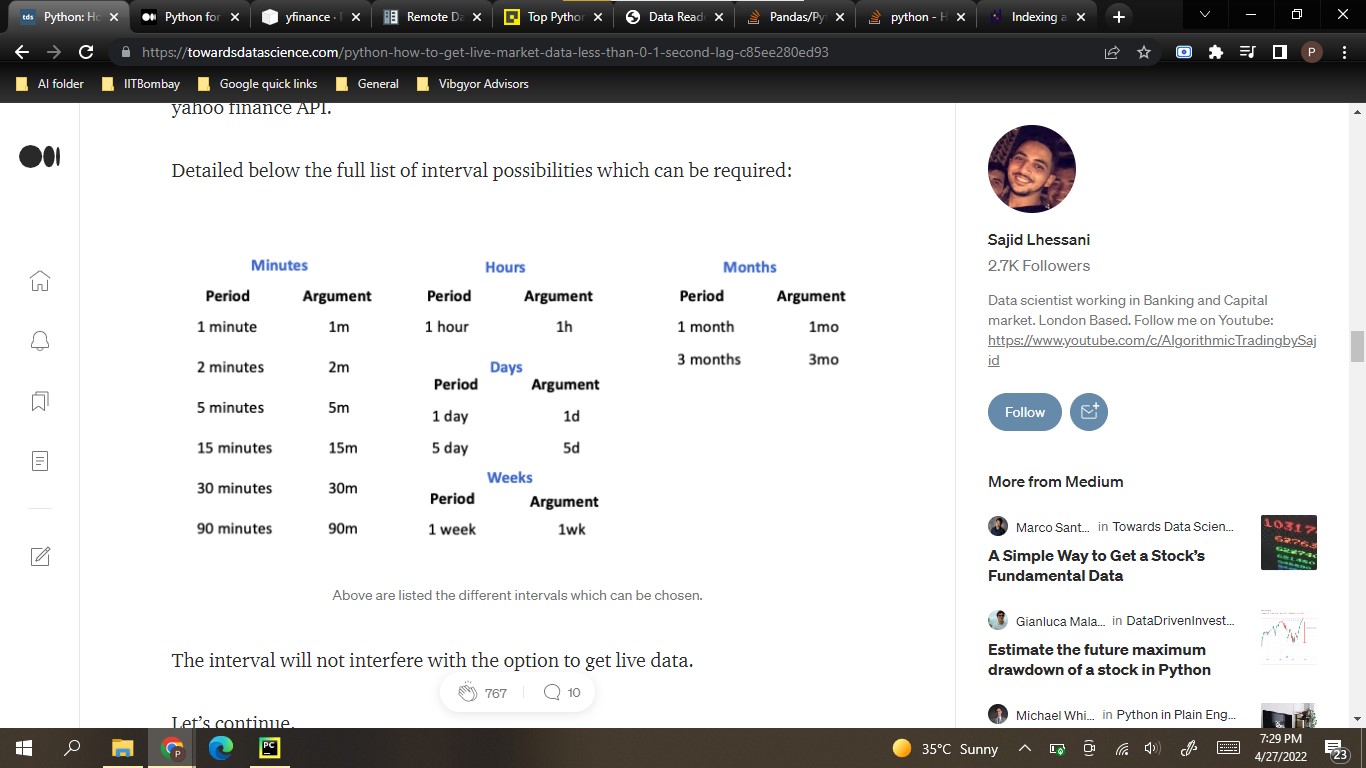 Python: Ho
Python for
yfinance ·
Remote Da
Top Python
Data Read
Pandas/Py
python - H
Indexing a
https://towardsdatascience.com/python-how-to-get-live-market-data-less-than-0-1-second-lag-c85ee280ed93
P
AI folder
IITBombay
Google quick links
General
Vibgyor Advisors
yahoo finance API.
Detailed below the full list of interval possibilities which can be required:
Minutes
Period Argument
1 minute 1m
2 minutes 2m
5 minutes 5m
15 minutes 15m
30 minutes 30m
90 minutes 90m
Hours
Period Argument
1 hour 1h
Days
Period Argument
1 day 1d
5 day 5d
Weeks
Period Argument
1 week 1wk
Months
Period Argument
1 month 1mo
3 months 3mo
Above are listed the different intervals which can be chosen.
The interval will not interfere with the option to get live data.
767 10
Let's continue.
Sajid Lhessani
2.7K Followers
Data scientist working in Banking and Capital
market. London Based. Follow me on Youtube:
https://www.youtube.com/c/AlgorithmicTradingbySaj
id
Follow
More from Medium
Marco Sant... in Towards Data Scien...
A Simple Way to Get a Stock's
Fundamental Data
Gianluca Mala... in DataDrivenInvest...
Estimate the future maximum
drawdown of a stock in Python
Michael Whi... in Python in Plain Eng...
35°C Sunny
7:29 PM
4/27/2022
23